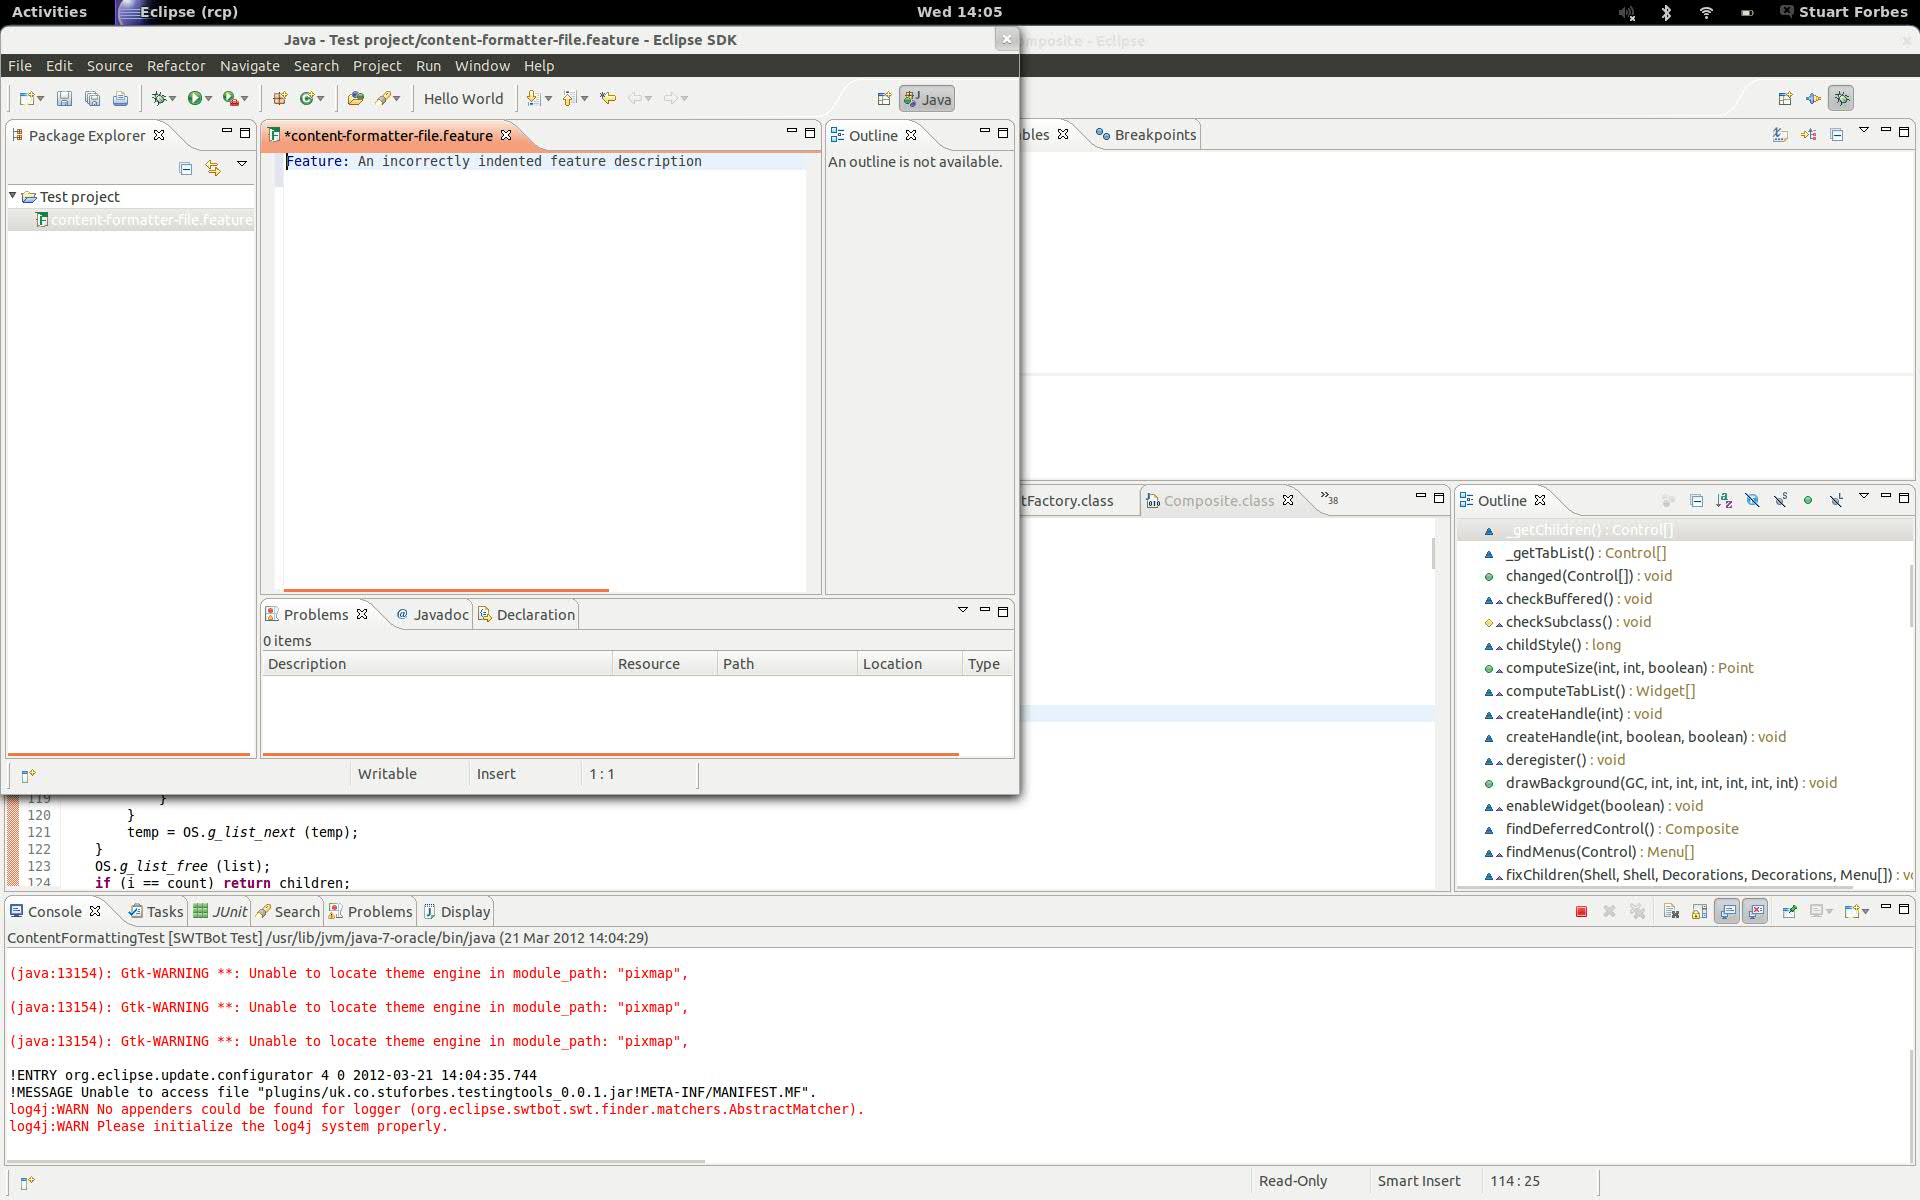 Activities
Eclipse (rcp)
Wed 14:05
Stuart Forbes
Java - Test project/content-formatter-file.feature - Eclipse SDK
omposite - Eclipse
File Edit Source Refactor Navigate Search Project Run Window Help
Hello World
Java
Package Explorer
*content-formatter-file.feature
Outline
bles
Breakpoints
Feature: An incorrectly indented feature description
An outline is not available.
Test project
content-formatter-file.feature
tFactory.class
Composite.class
»38
Outline
_getChildren() : Control[]
_getTabList() : Control[]
changed(Control[]) : void
checkBuffered() : void
checkSubclass() : void
childStyle() : long
computeSize(int, int, boolean) : Point
computeTabList() : Widget[]
createHandle(int) : void
createHandle(int, boolean, boolean) : void
deregister() : void
drawBackground(GC, int, int, int, int, int, int) : void
enableWidget(boolean) : void
findDeferredControl() : Composite
findMenus(Control) : Menu[]
fixChildren(Shell, Shell, Decorations, Decorations, Menu[]) : vo
Problems
@ Javadoc
Declaration
0 items
Description Resource Path Location Type
Writable Insert 1 : 1
119 }
120 }
121 temp = OS.g_list_next (temp);
122 }
123 OS.g_list_free (list);
124 if (i == count) return children;
Console
Tasks
JUnit
Search
Problems
Display
ContentFormattingTest [SWTBot Test] /usr/lib/jvm/java-7-oracle/bin/java (21 Mar 2012 14:04:29)
(java:13154): Gtk-WARNING **: Unable to locate theme engine in module_path: "pixmap",
(java:13154): Gtk-WARNING **: Unable to locate theme engine in module_path: "pixmap",
(java:13154): Gtk-WARNING **: Unable to locate theme engine in module_path: "pixmap",
!ENTRY org.eclipse.update.configurator 4 0 2012-03-21 14:04:35.744
!MESSAGE Unable to access file "plugins/uk.co.stuforbes.testingtools_0.0.1.jar!META-INF/MANIFEST.MF".
log4j:WARN No appenders could be found for logger (org.eclipse.swtbot.swt.finder.matchers.AbstractMatcher).
log4j:WARN Please initialize the log4j system properly.
Read-Only Smart Insert 114 : 25